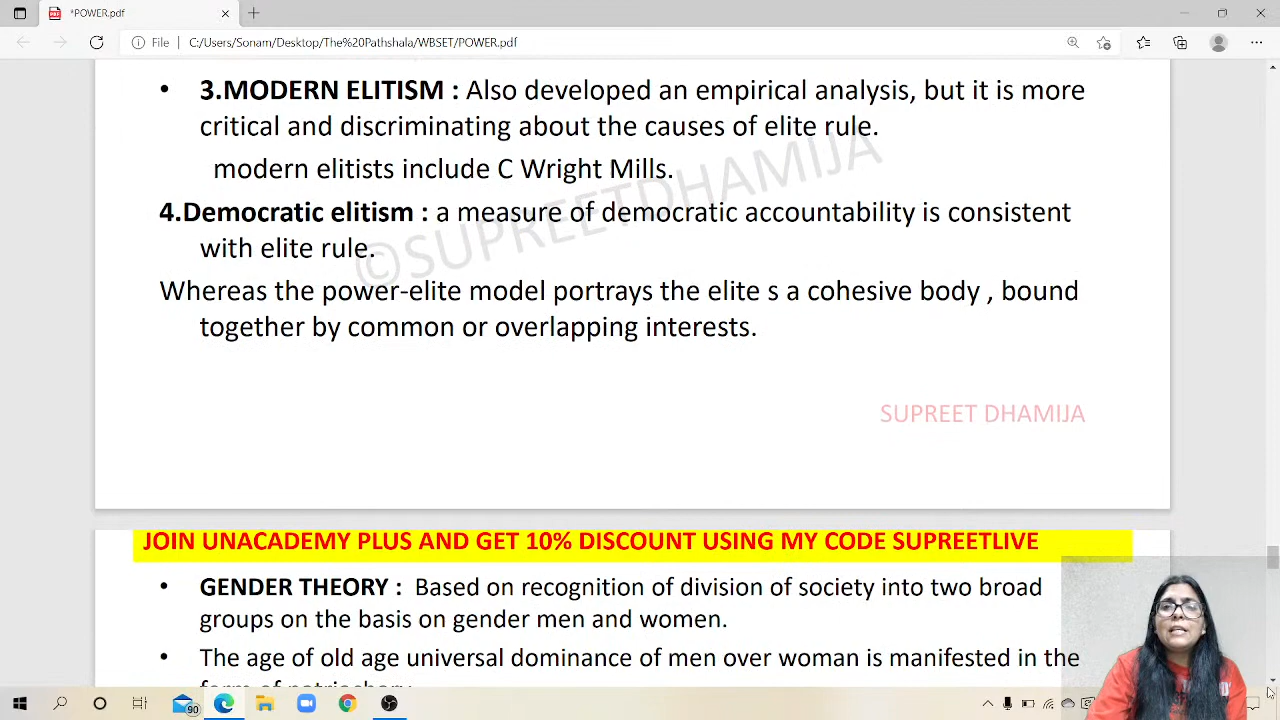 *POWER.pdf
File C:/Users/Sonam/Desktop/The%20Pathshala/WBSET/POWER.pdf
• 3.MODERN ELITISM : Also developed an empirical analysis, but it is more
critical and discriminating about the causes of elite rule.
modern elitists include C Wright Mills.
4.Democratic elitism : a measure of democratic accountability is consistent
with elite rule.
Whereas the power-elite model portrays the elite s a cohesive body , bound
together by common or overlapping interests.
©SUPREETDHAMIJA
SUPREET DHAMIJA
JOIN UNACADEMY PLUS AND GET 10% DISCOUNT USING MY CODE SUPREETLIVE
• GENDER THEORY : Based on recognition of division of society into two broad
groups on the basis on gender men and women.
• The age of old age universal dominance of men over woman is manifested in the
90